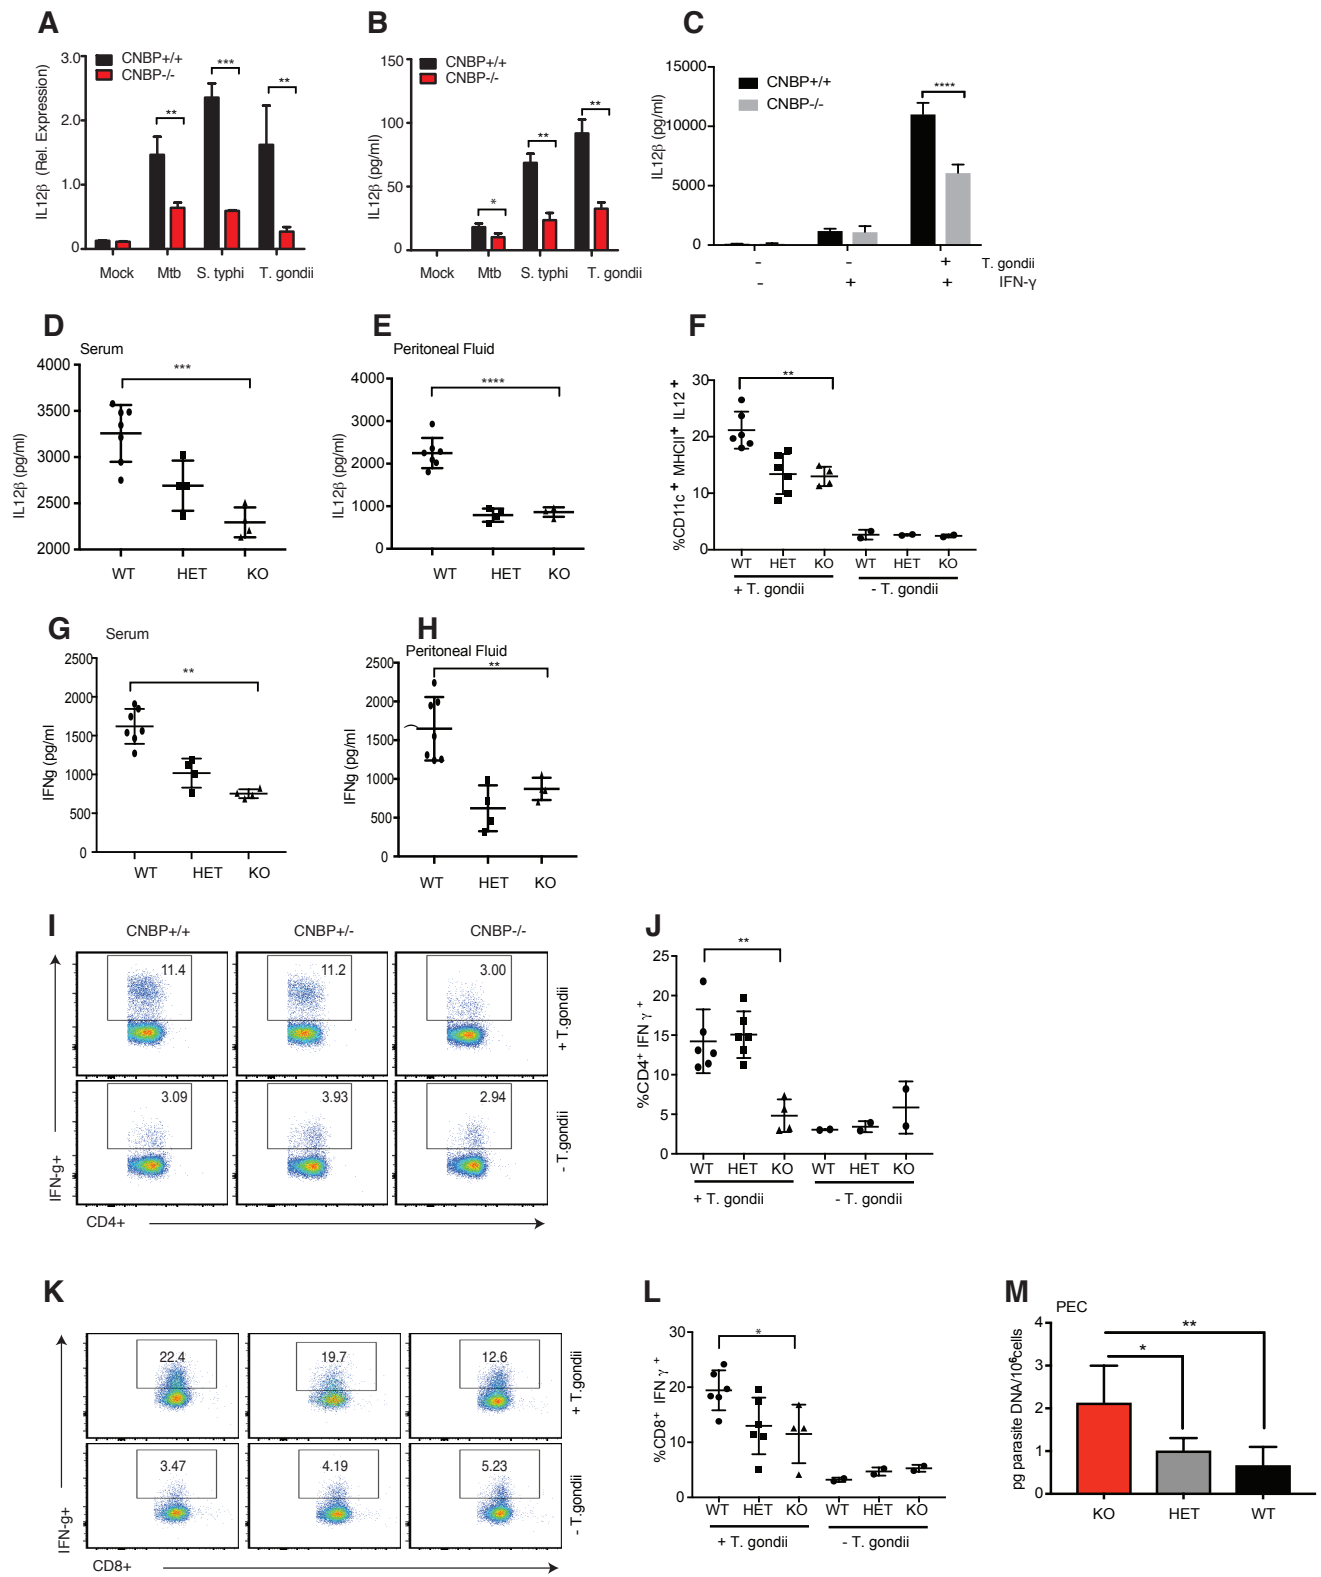 A
3.0
2.0
1.0
0
IL12β (Rel. Expression)
CNBP+/+
CNBP-/-
**
***
**
Mock Mtb S. typhi T. gondii
B
150
100
50
0
IL12β (pg/ml)
CNBP+/+
CNBP-/-
*
**
**
Mock Mtb S. typhi T. gondii
C
15000
10000
5000
0
IL12β (pg/ml)
CNBP+/+
CNBP-/-
****
- - + T. gondii
- + + IFN-γ
D
Serum
4000
3500
3000
2500
2000
IL12β (pg/ml)
***
WT HET KO
E
Peritoneal Fluid
4000
3000
2000
1000
0
IL12β (pg/ml)
****
WT HET KO
F
30
20
10
0
%CD11c+ MHCII+ IL12+
**
WT HET KO WT HET KO
+ T. gondii - T. gondii
G
Serum
2500
2000
1500
1000
500
0
IFNg (pg/ml)
**
WT HET KO
H
Peritoneal Fluid
2500
2000
1500
1000
500
0
IFNg (pg/ml
**
WT HET KO
I
CNBP+/+ CNBP+/- CNBP-/-
11.4 11.2 3.00
+ T.gondii
3.09 3.93 2.94
- T.gondii
IFN-g+
CD4+
J
25
20
15
10
5
0
%CD4+ IFN γ +
**
WT HET KO WT HET KO
+ T. gondii - T. gondii
K
22.4 19.7 12.6
+ T.gondii
3.47 4.19 5.23
- T.gondii
IFN-g+
CD8+
L
30
20
10
0
%CD8+ IFN γ +
*
WT HET KO WT HET KO
+ T. gondii - T. gondii
M
PEC
4
3
2
1
0
pg parasite DNA/10⁶cells
**
*
KO HET WT